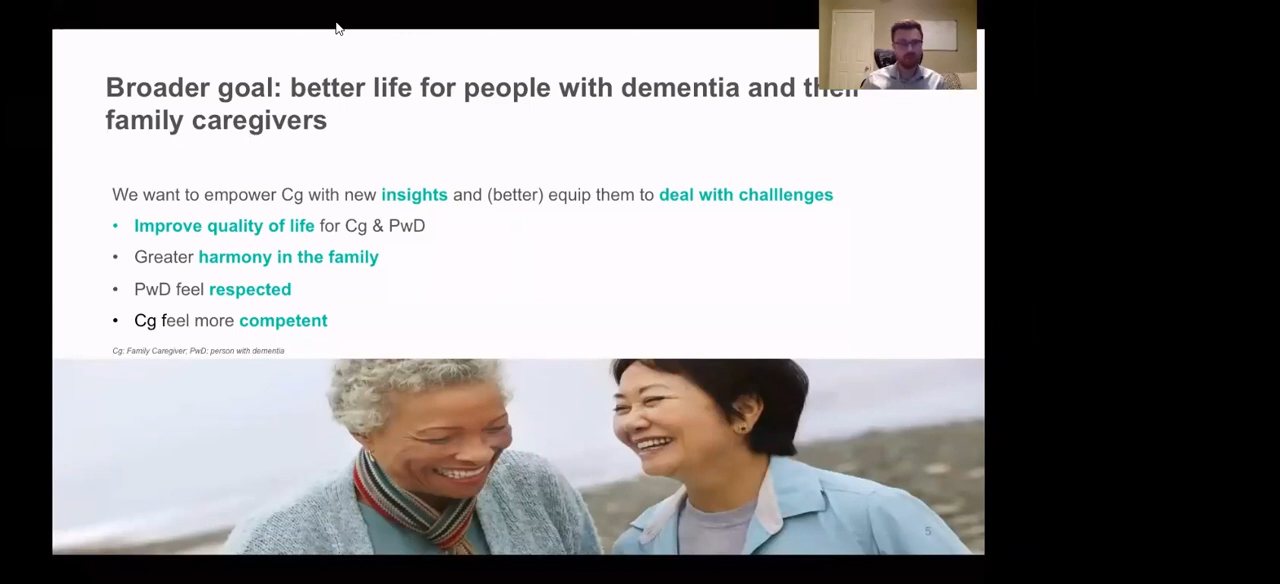 Broader goal: better life for people with dementia and their
family caregivers
We want to empower Cg with new insights and (better) equip them to deal with challlenges
• Improve quality of life for Cg & PwD
• Greater harmony in the family
• PwD feel respected
• Cg feel more competent
Cg: Family Caregiver; PwD: person with dementia
5